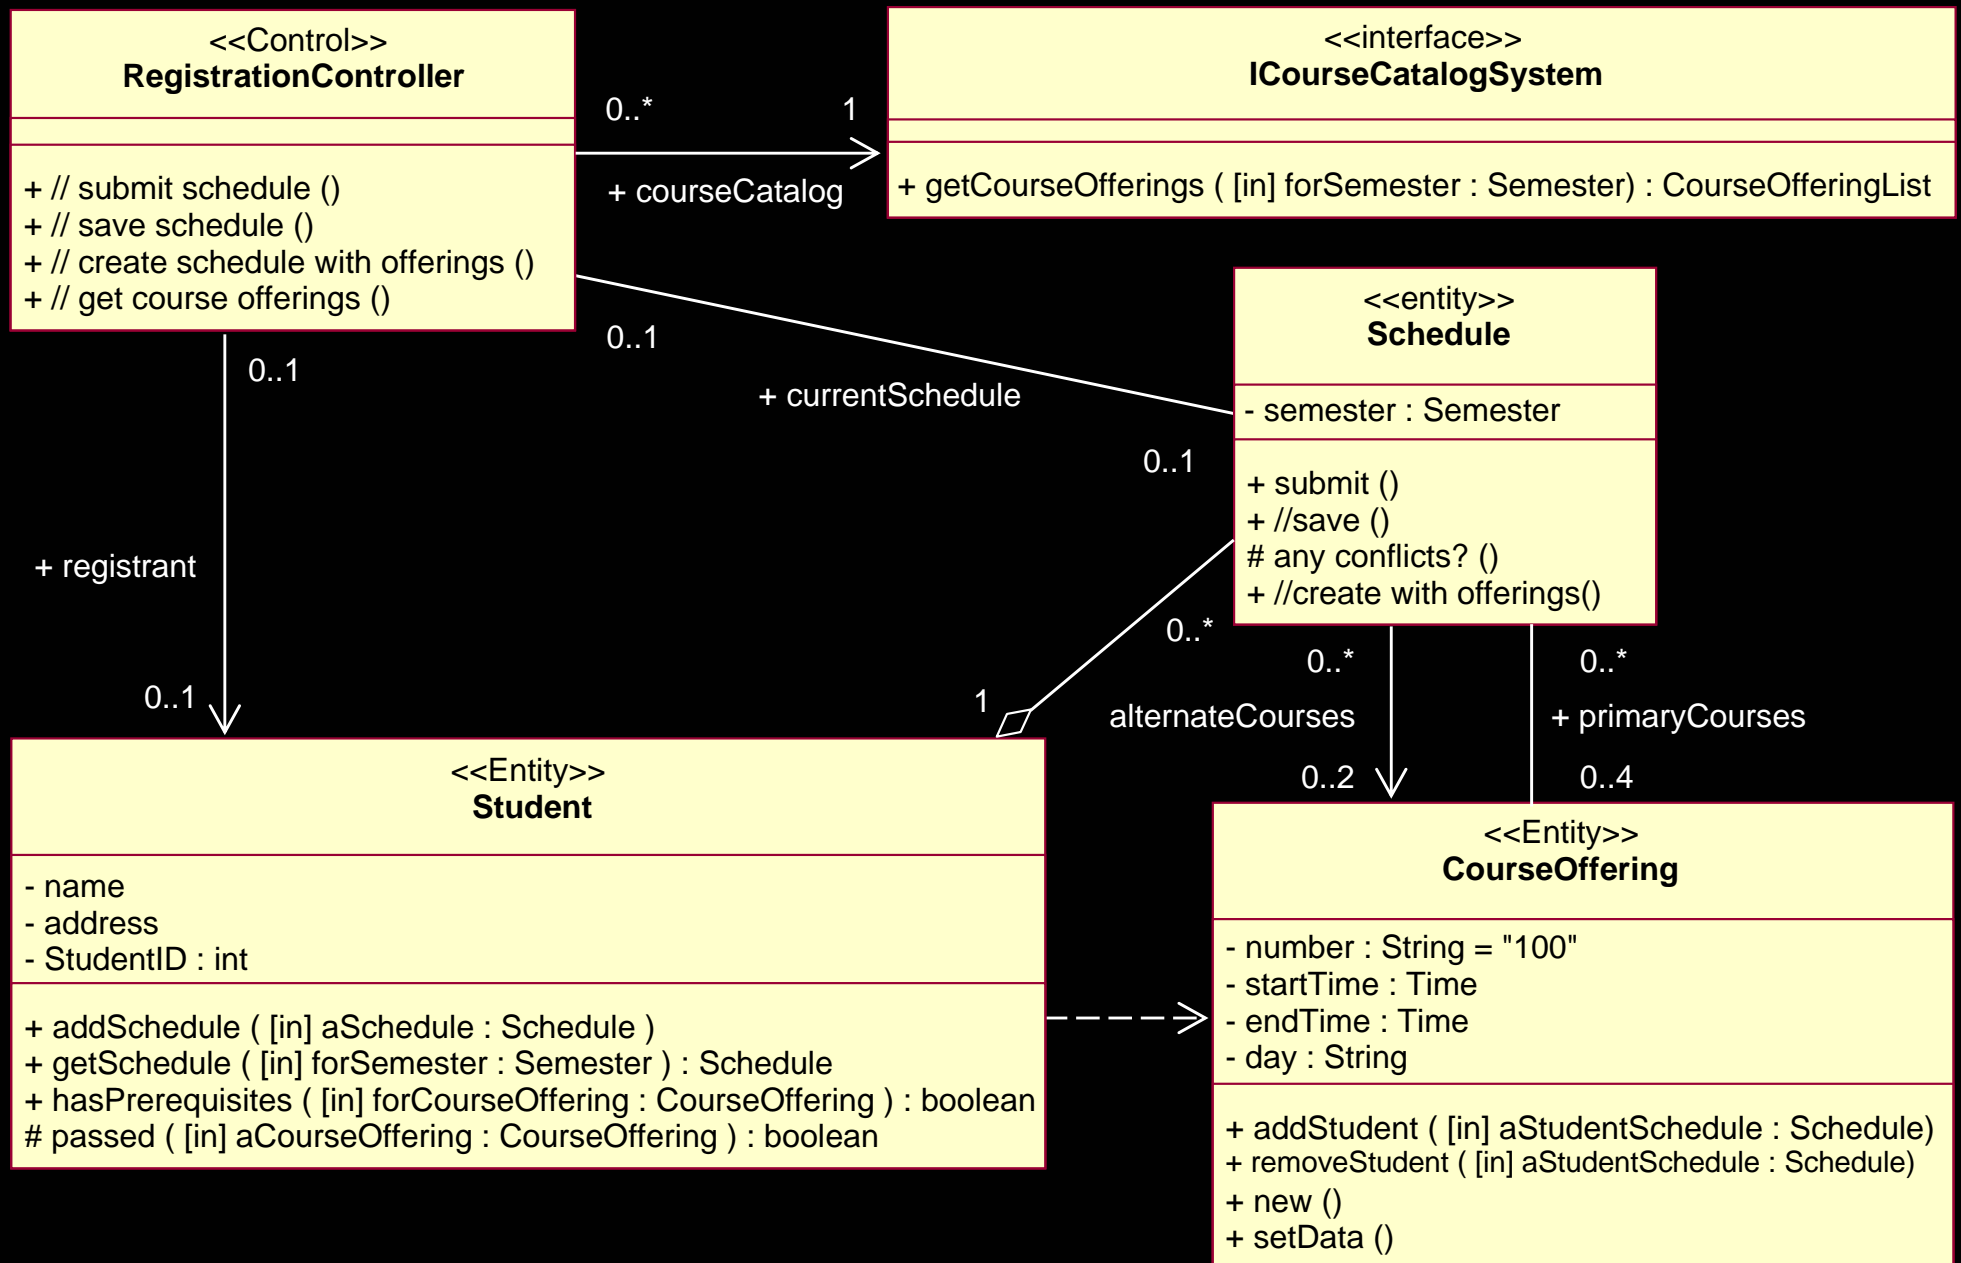 <<Control>>
RegistrationController
+ // submit schedule ()
+ // save schedule ()
+ // create schedule with offerings ()
+ // get course offerings ()
0..*
1
+ courseCatalog
<<interface>>
ICourseCatalogSystem
+ getCourseOfferings ( [in] forSemester : Semester) : CourseOfferingList
0..1
+ currentSchedule
0..1
<<entity>>
Schedule
- semester : Semester
+ submit ()
+ //save ()
# any conflicts? ()
+ //create with offerings()
0..1
+ registrant
0..1
0..*
1
0..*
alternateCourses
0..2
0..*
+ primaryCourses
0..4
<<Entity>>
Student
- name
- address
- StudentID : int
+ addSchedule ( [in] aSchedule : Schedule )
+ getSchedule ( [in] forSemester : Semester ) : Schedule
+ hasPrerequisites ( [in] forCourseOffering : CourseOffering ) : boolean
# passed ( [in] aCourseOffering : CourseOffering ) : boolean
<<Entity>>
CourseOffering
- number : String = "100"
- startTime : Time
- endTime : Time
- day : String
+ addStudent ( [in] aStudentSchedule : Schedule)
+ removeStudent ( [in] aStudentSchedule : Schedule)
+ new ()
+ setData ()